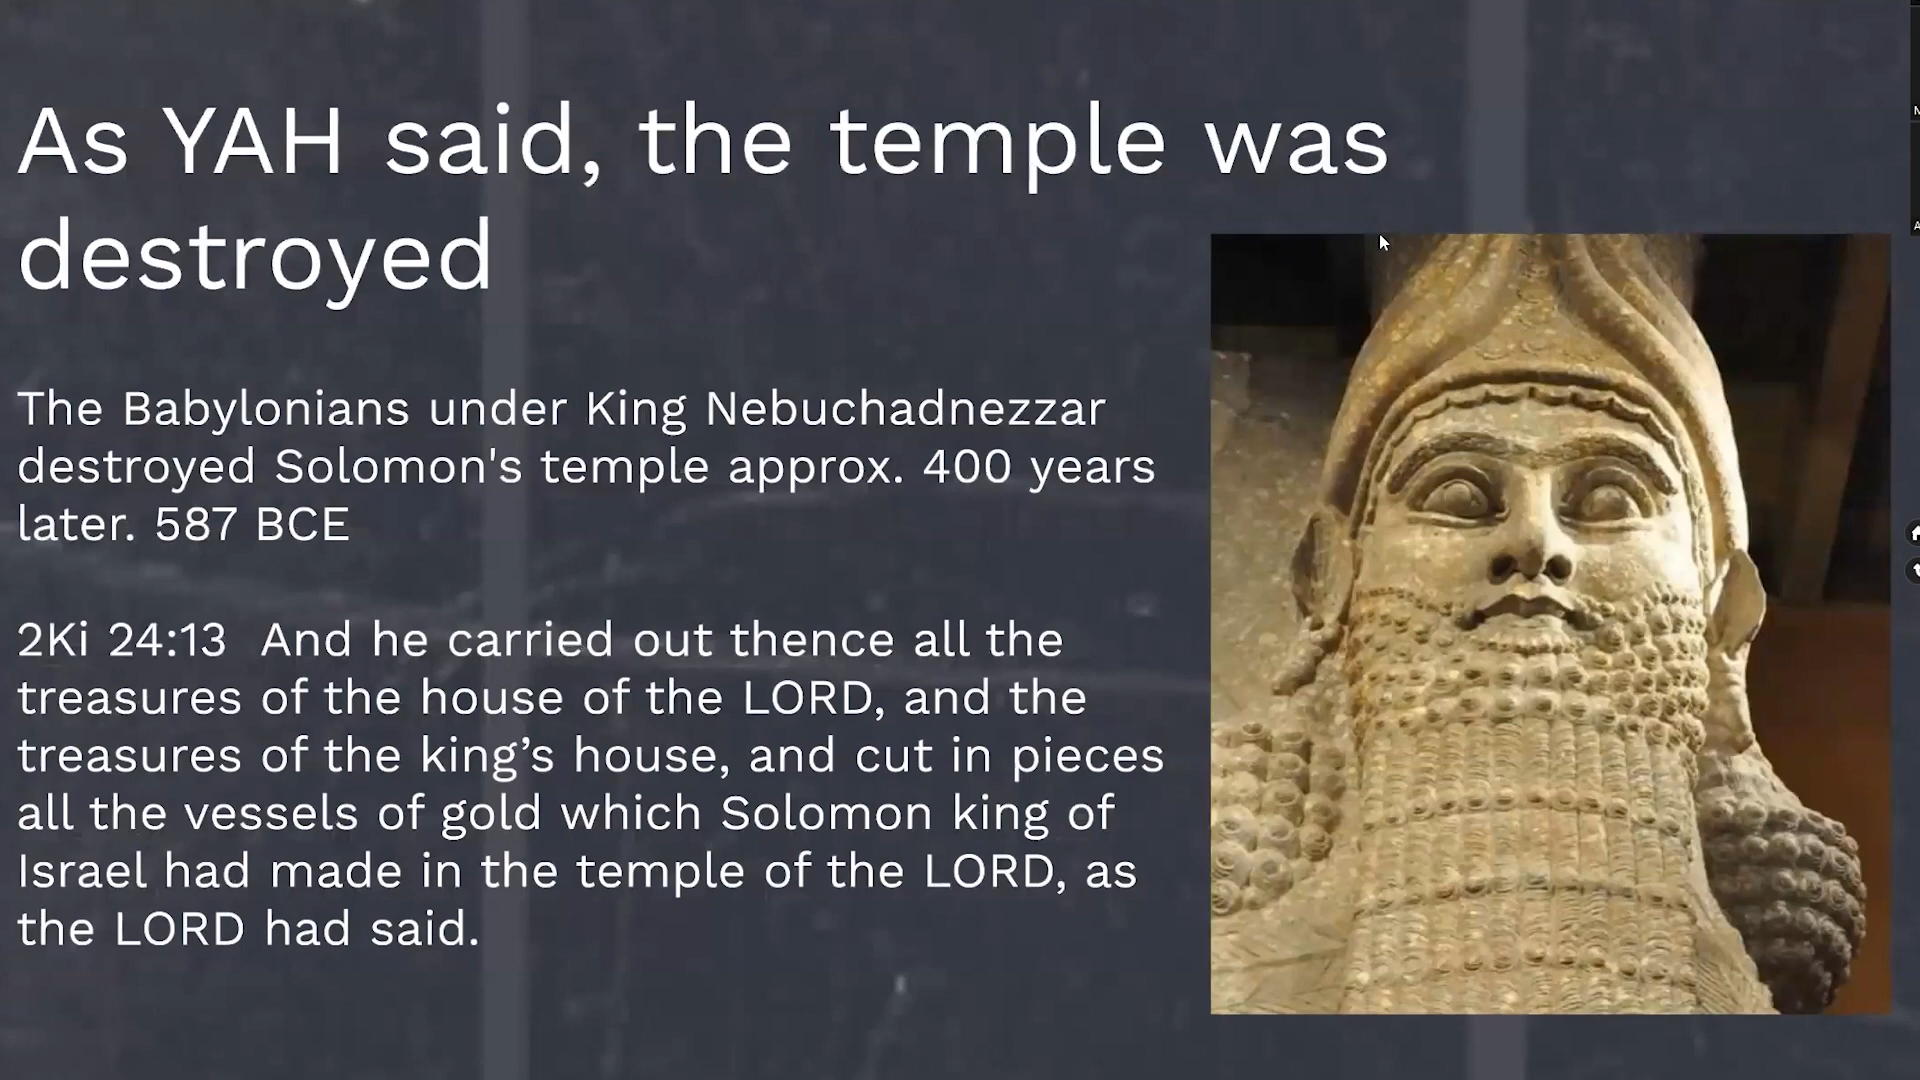 As YAH said, the temple was
destroyed
The Babylonians under King Nebuchadnezzar
destroyed Solomon's temple approx. 400 years
later. 587 BCE
2Ki 24:13  And he carried out thence all the
treasures of the house of the LORD, and the
treasures of the king’s house, and cut in pieces
all the vessels of gold which Solomon king of
Israel had made in the temple of the LORD, as
the LORD had said.